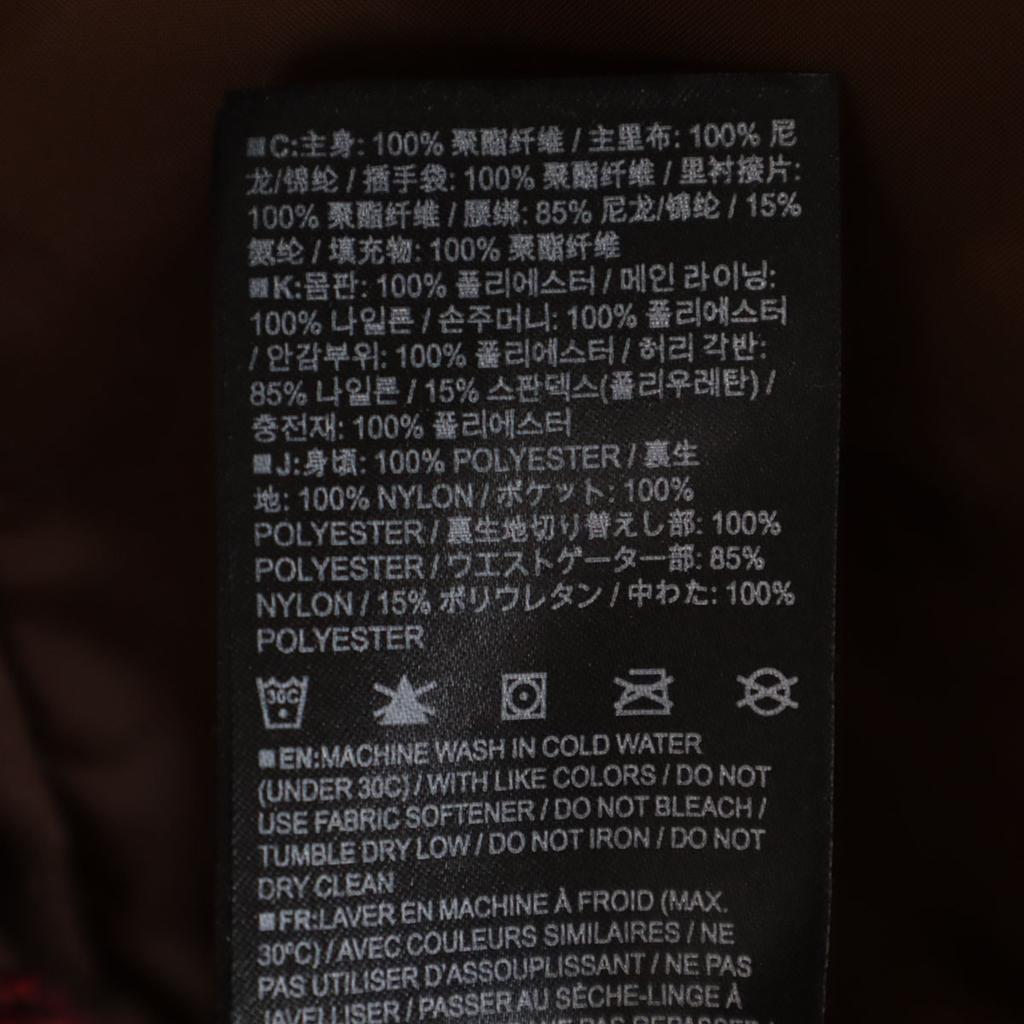 ■C:主身: 100% 聚酯纤维 / 主里布: 100% 尼
龙/锦纶 / 插手袋: 100% 聚酯纤维 / 里衬接片:
100% 聚酯纤维 / 腰绑: 85% 尼龙/锦纶 / 15%
氨纶 / 填充物: 100% 聚酯纤维
■K:몸판: 100% 폴리에스터 / 메인 라이닝:
100% 나일론 / 손주머니: 100% 폴리에스터
/ 안감부위: 100% 폴리에스터 / 허리 각반:
85% 나일론 / 15% 스판덱스(폴리우레탄) /
충전재: 100% 폴리에스터
■J:身頃: 100% POLYESTER / 裏生
地: 100% NYLON / ポケット: 100%
POLYESTER / 裏生地切り替えし部: 100%
POLYESTER / ウエストゲーター部: 85%
NYLON / 15% ポリウレタン / 中わた: 100%
POLYESTER
30C
■EN:MACHINE WASH IN COLD WATER
(UNDER 30C) / WITH LIKE COLORS / DO NOT
USE FABRIC SOFTENER / DO NOT BLEACH /
TUMBLE DRY LOW / DO NOT IRON / DO NOT
DRY CLEAN
■FR:LAVER EN MACHINE À FROID (MAX.
30ºC) / AVEC COULEURS SIMILAIRES / NE
PAS UTILISER D'ASSOUPLISSANT / NE PAS
JAVELLISER / PASSER AU SÈCHE-LINGE À
NE PAS REPASSER /